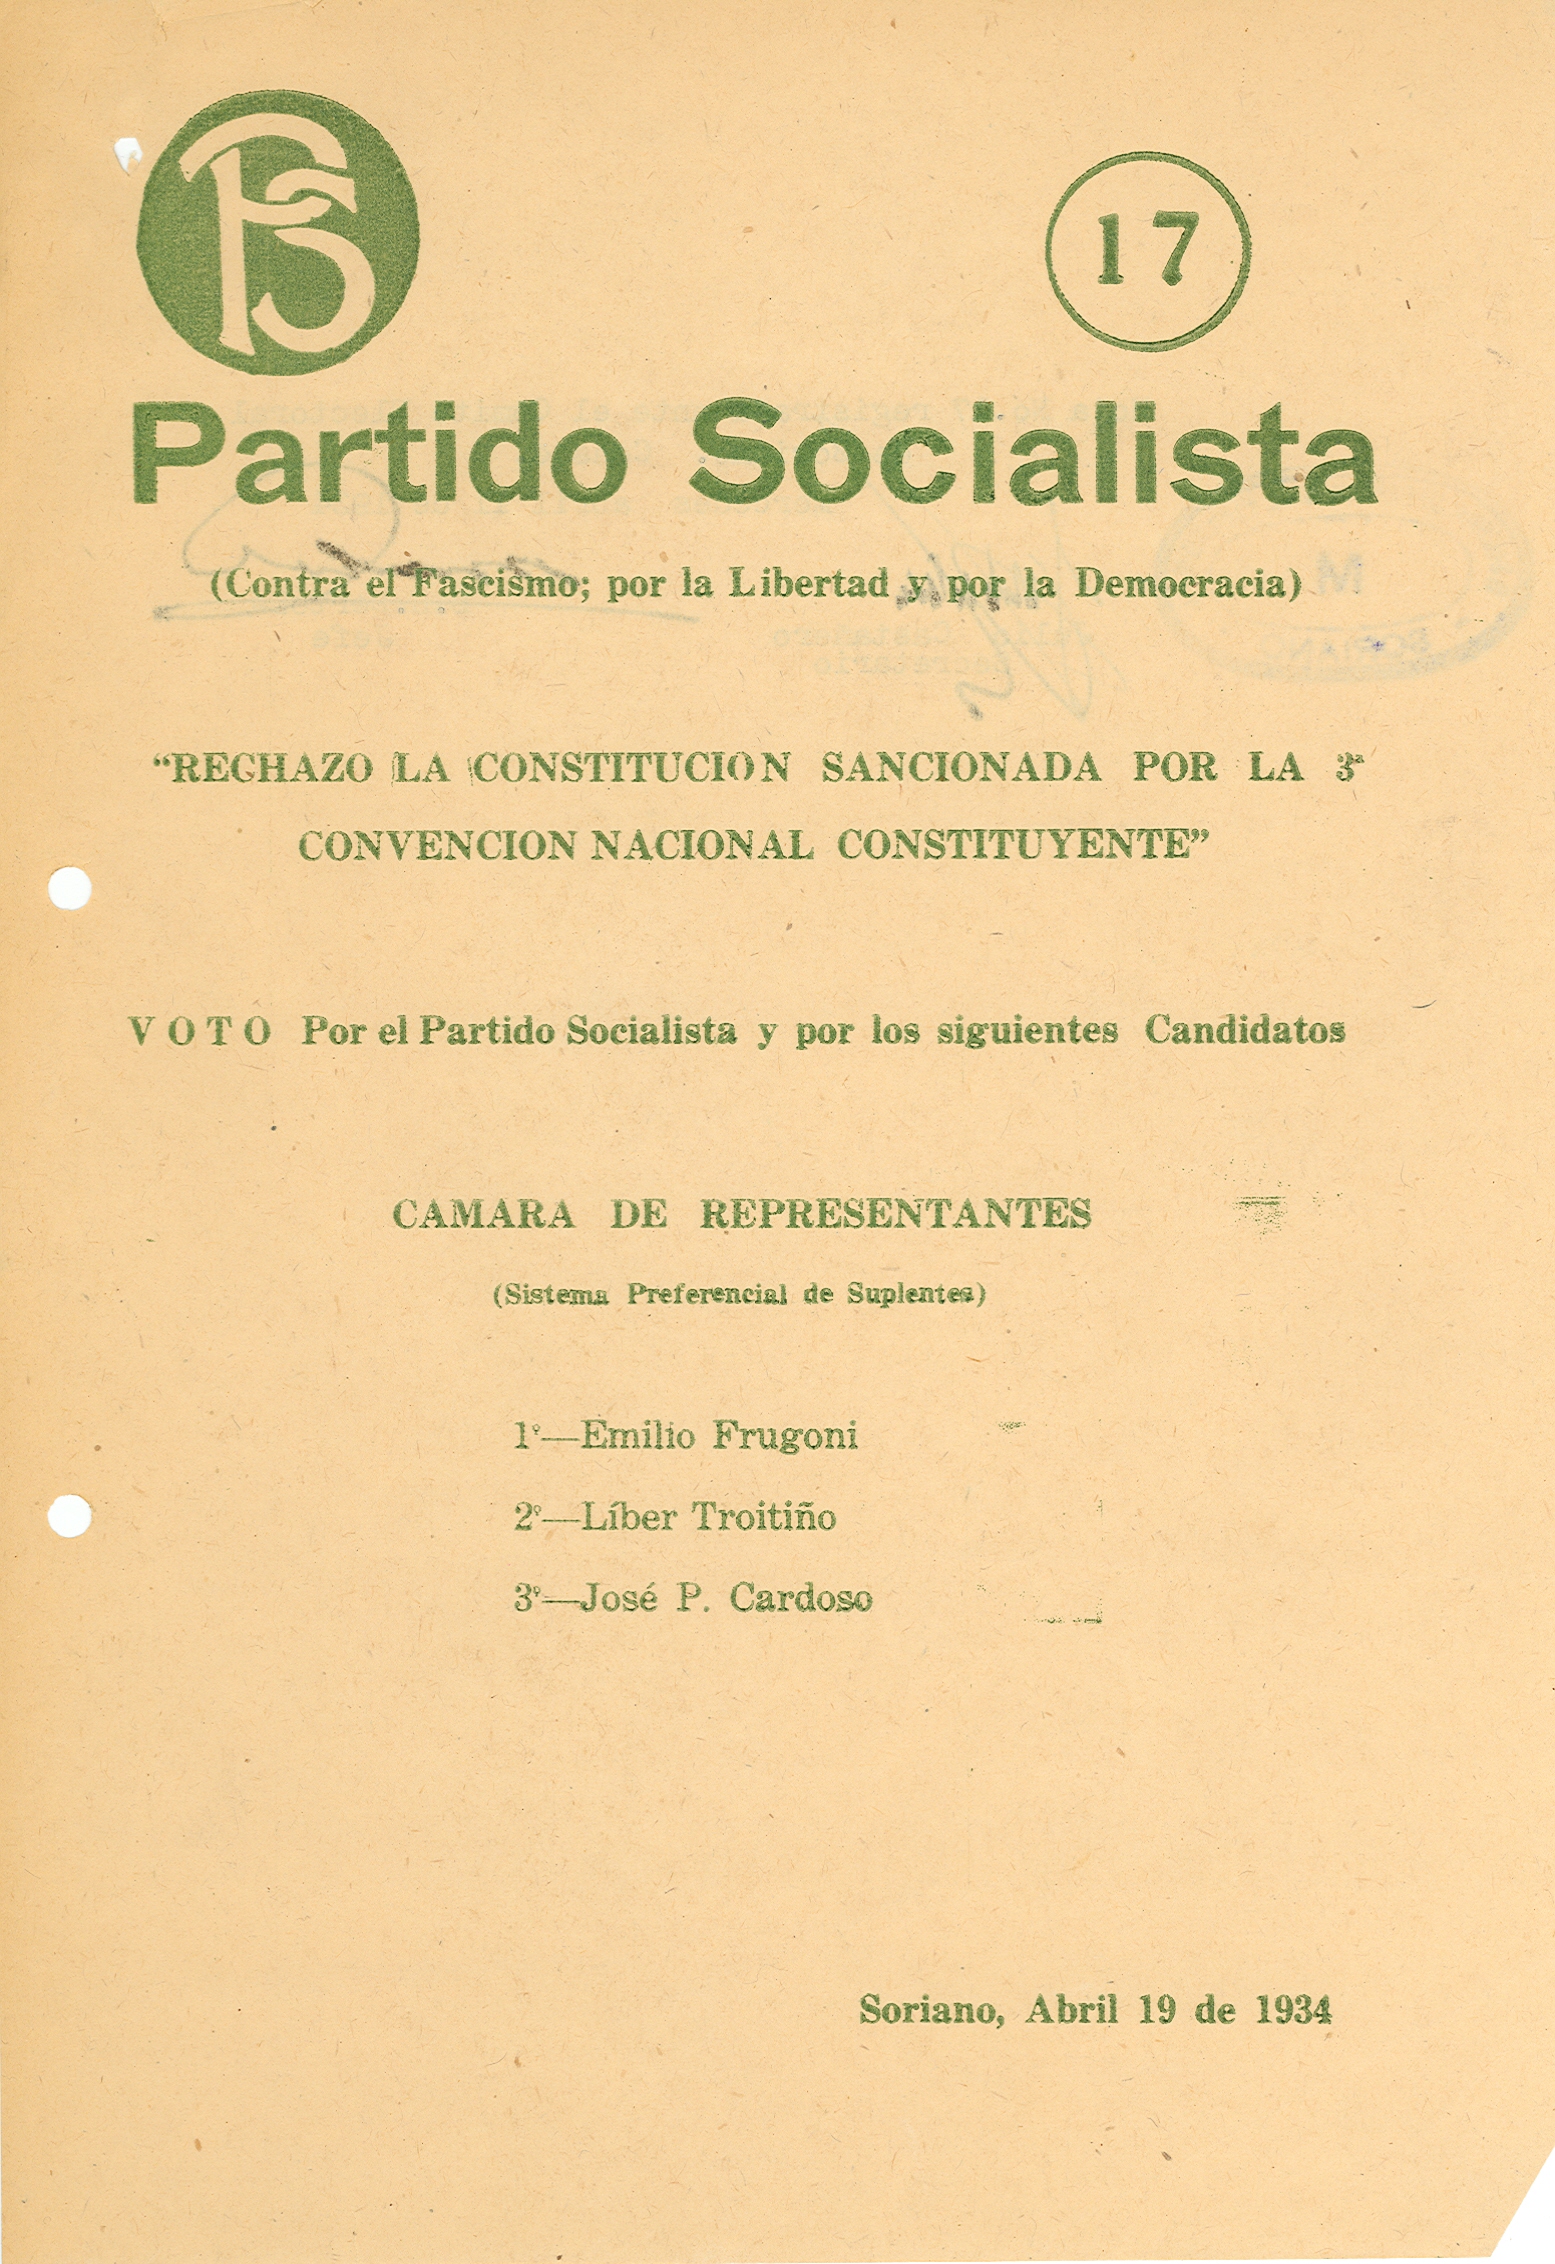 PS
17
Partido Socialista
(Contra el Fascismo; por la Libertad y por la Democracia)
“RECHAZO LA CONSTITUCION SANCIONADA POR LA 3ª
CONVENCION NACIONAL CONSTITUYENTE”
VOTO Por el Partido Socialista y por los siguientes Candidatos
CAMARA DE REPRESENTANTES
(Sistema Preferencial de Suplentes)
1º—Emilio Frugoni
2º—Líber Troitiño
3º—José P. Cardoso
Soriano, Abril 19 de 1934